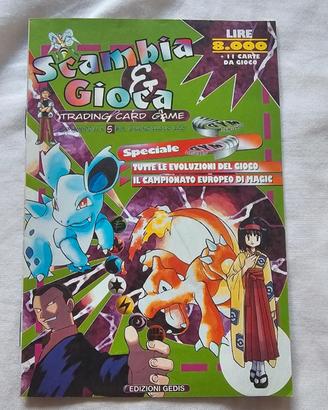 Scambia
&
Gioca
TRADING CARD GAME
LIRE
8.000
+ 11 CARTE
DA GIOCO
5
Speciale
TUTTE LE EVOLUZIONI DEL GIOCO
IL CAMPIONATO EUROPEO DI MAGIC
EDIZIONI GEDIS